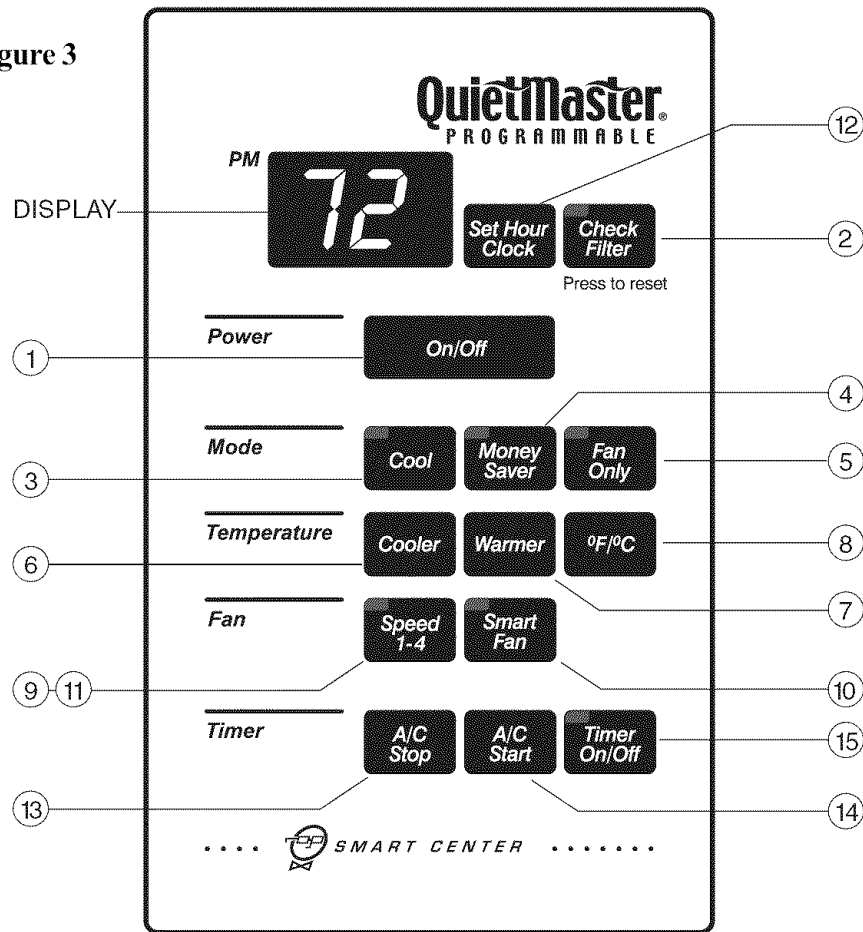 gure 3
QuietMaster®
PROGRAMMABLE
12
PM
72
DISPLAY
Set Hour Clock
Check Filter
2
Press to reset
Power
On/Off
1
4
Mode
Cool
Money Saver
Fan Only
5
3
Temperature
Cooler
Warmer
ºF/ºC
8
6
7
Fan
Speed 1-4
Smart Fan
9
11
10
Timer
A/C Stop
A/C Start
Timer On/Off
15
13
14
SMART CENTER